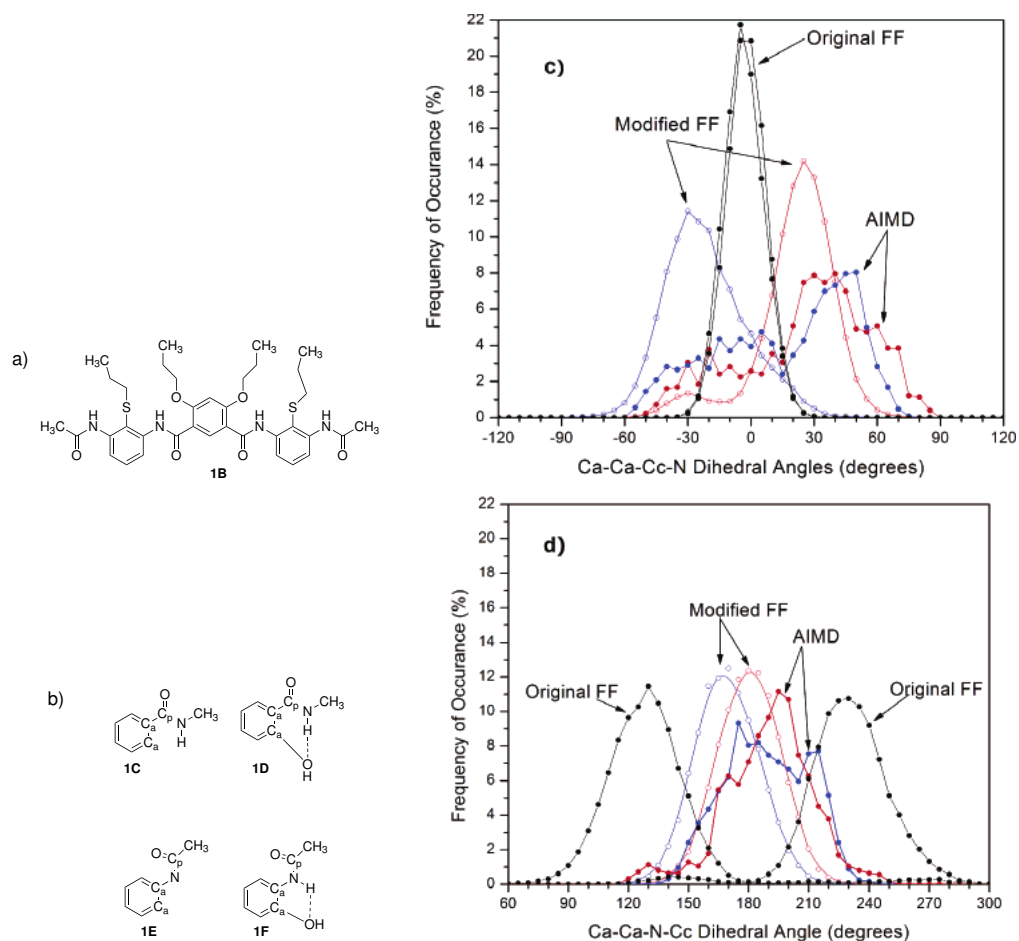 a)
CH3
CH3
H3C
CH3
S
O
O
S
H3C
HN
NH
HN
NH
CH3
O
O
O
O
1B
b)
O
Cp
CH3
Ca
N
Ca
H
1C
O
Cp
CH3
Ca
N
Ca
H
O
H
1D
O
CH3
Cp
Ca
N
Ca
1E
O
CH3
Cp
N
H
Ca
Ca
OH
1F
c)
Original FF
Modified FF
AIMD
Frequency of Occurance (%)
22
20
18
16
14
12
10
8
6
4
2
0
-120 -90 -60 -30 0 30 60 90 120
Ca-Ca-Cc-N Dihedral Angles (degrees)
d)
Modified FF
AIMD
Original FF
Original FF
Frequency of Occurance (%)
22
20
18
16
14
12
10
8
6
4
2
0
60 90 120 150 180 210 240 270 300
Ca-Ca-N-Cc Dihedral Angle (degrees)